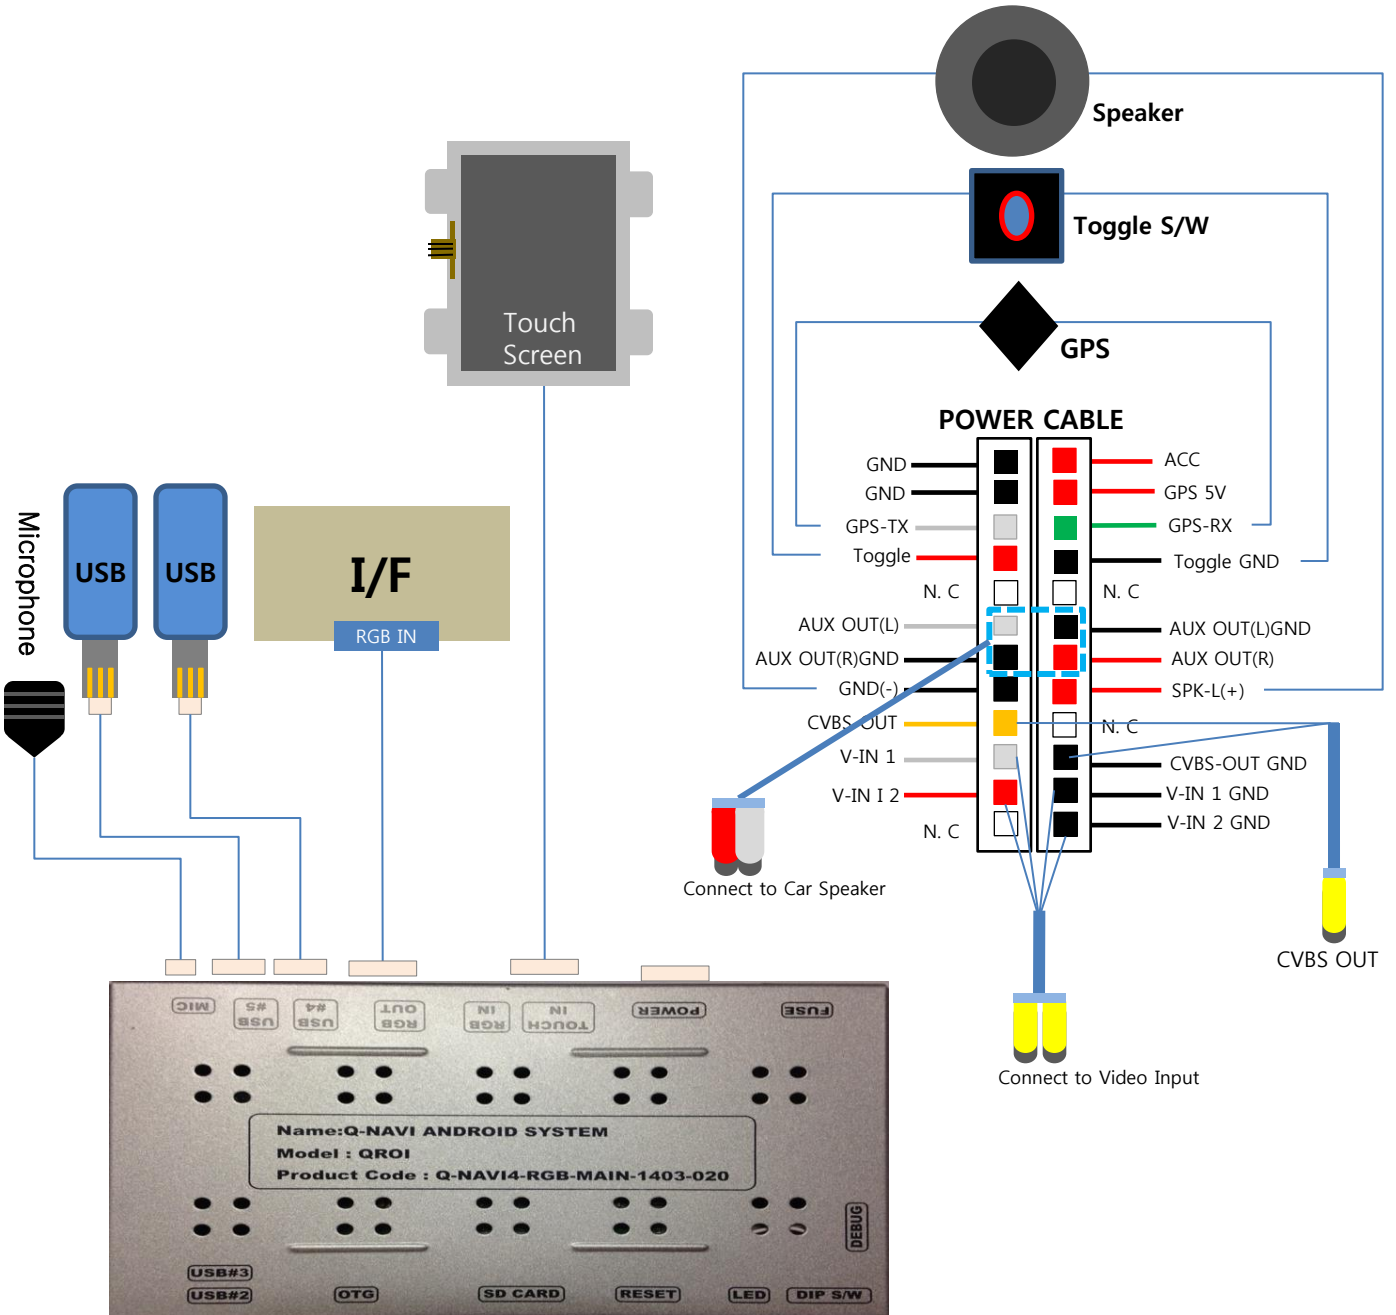 Speaker
Toggle S/W
GPS
Touch
Screen
POWER CABLE
GND
ACC
GND
GPS 5V
GPS-TX
GPS-RX
Toggle
Toggle GND
N. C
N. C
AUX OUT(L)
AUX OUT(L)GND
AUX OUT(R)GND
AUX OUT(R)
GND(-)
SPK-L(+)
CVBS OUT
N. C
V-IN 1
CVBS-OUT GND
V-IN I 2
V-IN 1 GND
N. C
V-IN 2 GND
Microphone
USB
USB
I/F
RGB IN
Connect to Car Speaker
CVBS OUT
Connect to Video Input
MIC
USB
#5
USB
#4
RGB
OUT
RGB
IN
TOUCH
IN
POWER
FUSE
Name:Q-NAVI ANDROID SYSTEM
Model : QROI
Product Code : Q-NAVI4-RGB-MAIN-1403-020
DEBUG
USB#3
USB#2
OTG
SD CARD
RESET
LED
DIP S/W